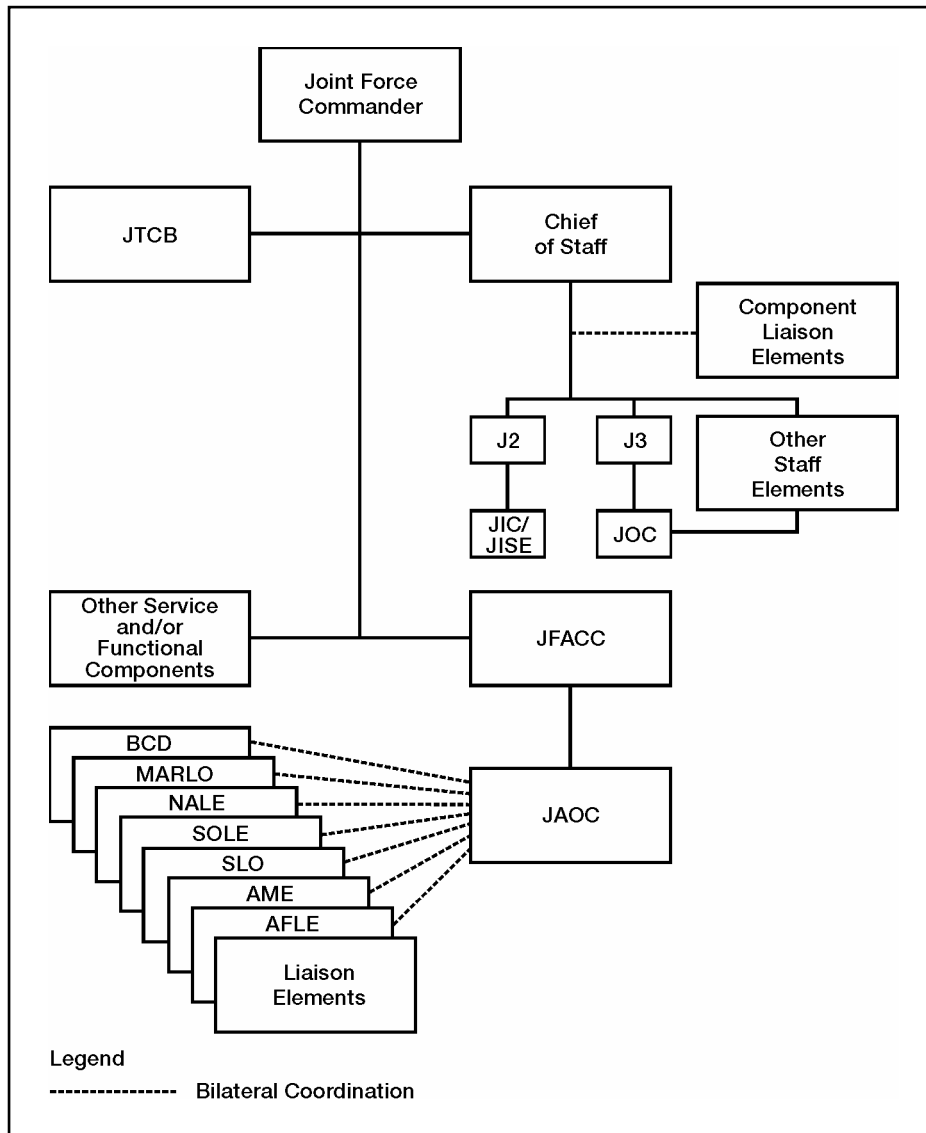 Joint Force
Commander
JTCB
Chief
of Staff
Component
Liaison
Elements
J2
J3
Other
Staff
Elements
JIC/
JISE
JOC
Other Service
and/or
Functional
Components
JFACC
BCD
MARLO
NALE
SOLE
SLO
AME
AFLE
Liaison
Elements
JAOC
Legend
Bilateral Coordination